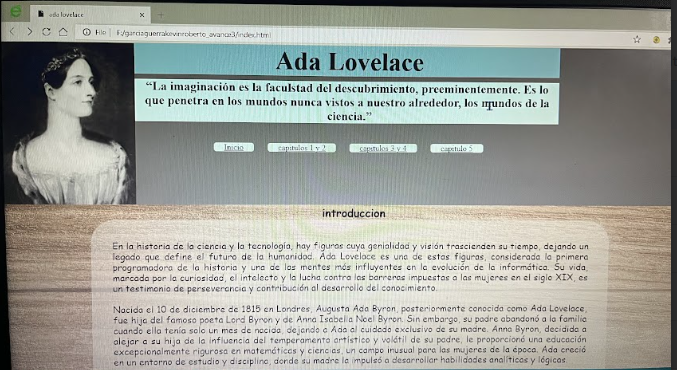 ada lovelace
File | F:/garciaguerrakevinroberto_avance3/index.html
Ada Lovelace
“La imaginación es la faculstad del descubrimiento, preeminentemente. Es lo
que penetra en los mundos nunca vistos a nuestro alrededor, los mundos de la
ciencia.”
Inicio
capitulos 1 y 2
capitulos 3 y 4
capitulo 5
introduccion
En la historia de la ciencia y la tecnología, hay figuras cuya genialidad y visión trascienden su tiempo, dejando un
legado que define el futuro de la humanidad. Ada Lovelace es una de estas figuras, considerada la primera
programadora de la historia y una de las mentes más influyentes en la evolución de la informática. Su vida,
marcada por la curiosidad, el intelecto y la lucha contra las barreras impuestas a las mujeres en el siglo XIX, es
un testimonio de perseverancia y contribución al desarrollo del conocimiento.
Nacida el 10 de diciembre de 1815 en Londres, Augusta Ada Byron, posteriormente conocida como Ada Lovelace,
fue hija del famoso poeta Lord Byron y de Anna Isabella Noel Byron. Sin embargo, su padre abandonó a la familia
cuando ella tenía solo un mes de nacida, dejando a Ada al cuidado exclusivo de su madre. Anna Byron, decidida a
alejar a su hija de la influencia del temperamento artístico y volátil de su padre, le proporcionó una educación
excepcionalmente rigurosa en matemáticas y ciencias, un campo inusual para las mujeres de la época. Ada creció
en un entorno de estudio y disciplina, donde su madre la impulsó a desarrollar habilidades analíticas y lógicas